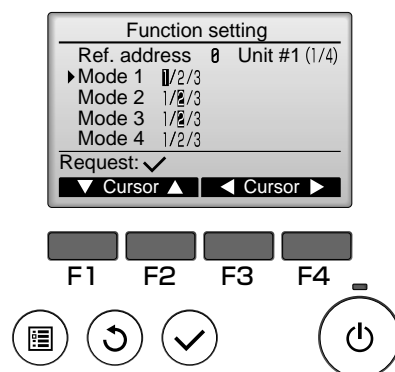 Function setting
Ref. address 0 Unit #1 (1/4)
▶Mode 1 1/2/3
Mode 2 1/2/3
Mode 3 1/2/3
Mode 4 1/2/3
Request: ✓
▼ Cursor ▲ ◀ Cursor ▶
F1 F2 F3 F4